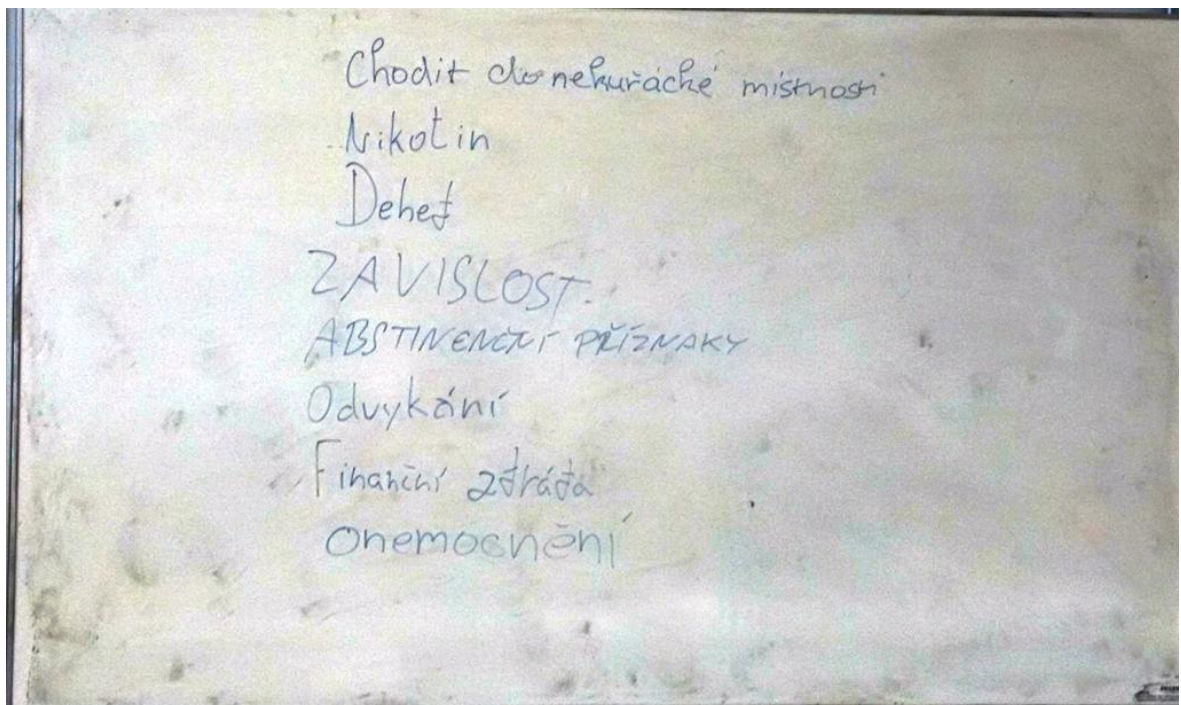 Chodit do nekuřácké místnosti
Nikotin
Dehet
ZAVISLOST.
ABSTINENČNÍ PŘÍZNAKY
Odvykání
Finanční ztráta
onemocnění